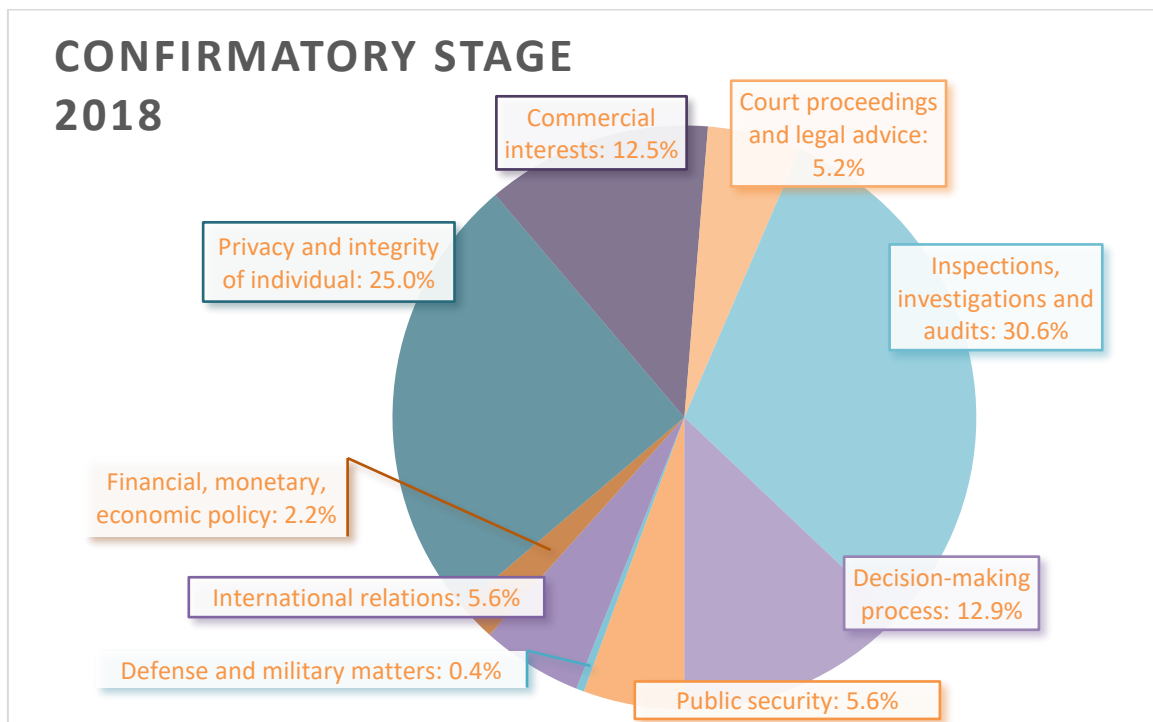 CONFIRMATORY STAGE
2018
Commercial
interests: 12.5%
Court proceedings
and legal advice:
5.2%
Privacy and integrity
of individual: 25.0%
Inspections,
investigations and
audits: 30.6%
Financial, monetary,
economic policy: 2.2%
International relations: 5.6%
Decision-making
process: 12.9%
Defense and military matters: 0.4%
Public security: 5.6%